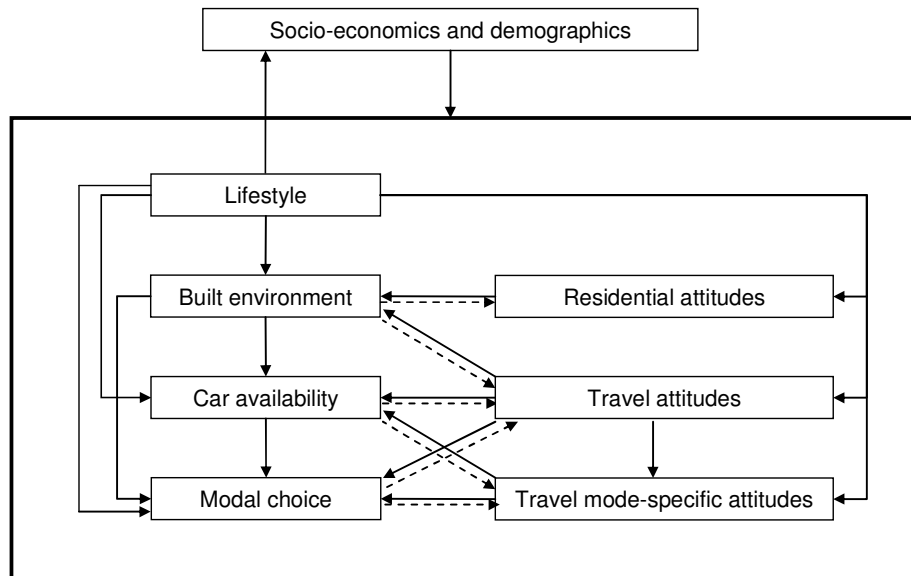 Socio-economics and demographics
Lifestyle
Built environment
Residential attitudes
Car availability
Travel attitudes
Modal choice
Travel mode-specific attitudes